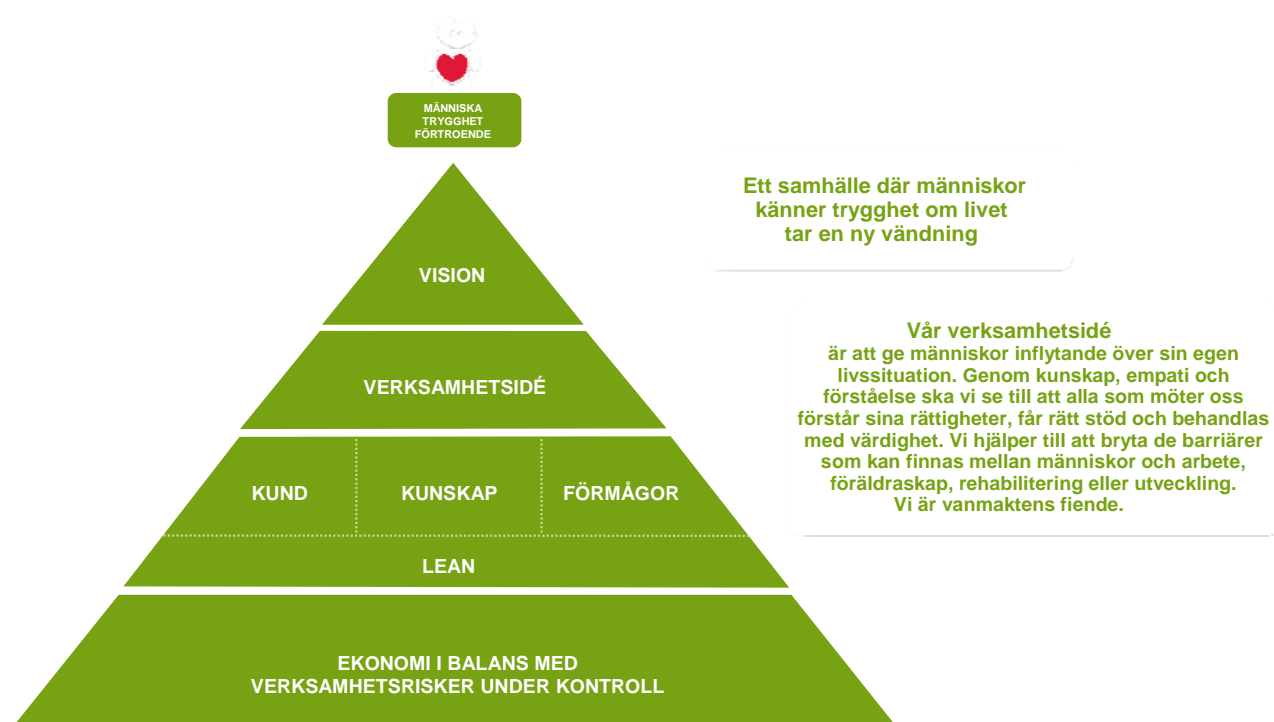 MÄNNISKA
TRYGGHET
FÖRTROENDE
VISION
Ett samhälle där människor
känner trygghet om livet
tar en ny vändning
VERKSAMHETSIDÉ
Vår verksamhetsidé
är att ge människor inflytande över sin egen
livssituation. Genom kunskap, empati och
förståelse ska vi se till att alla som möter oss
förstår sina rättigheter, får rätt stöd och behandlas
med värdighet. Vi hjälper till att bryta de barriärer
som kan finnas mellan människor och arbete,
föräldraskap, rehabilitering eller utveckling.
Vi är vanmaktens fiende.
KUND
KUNSKAP
FÖRMÅGOR
LEAN
EKONOMI I BALANS MED
VERKSAMHETSRISKER UNDER KONTROLL